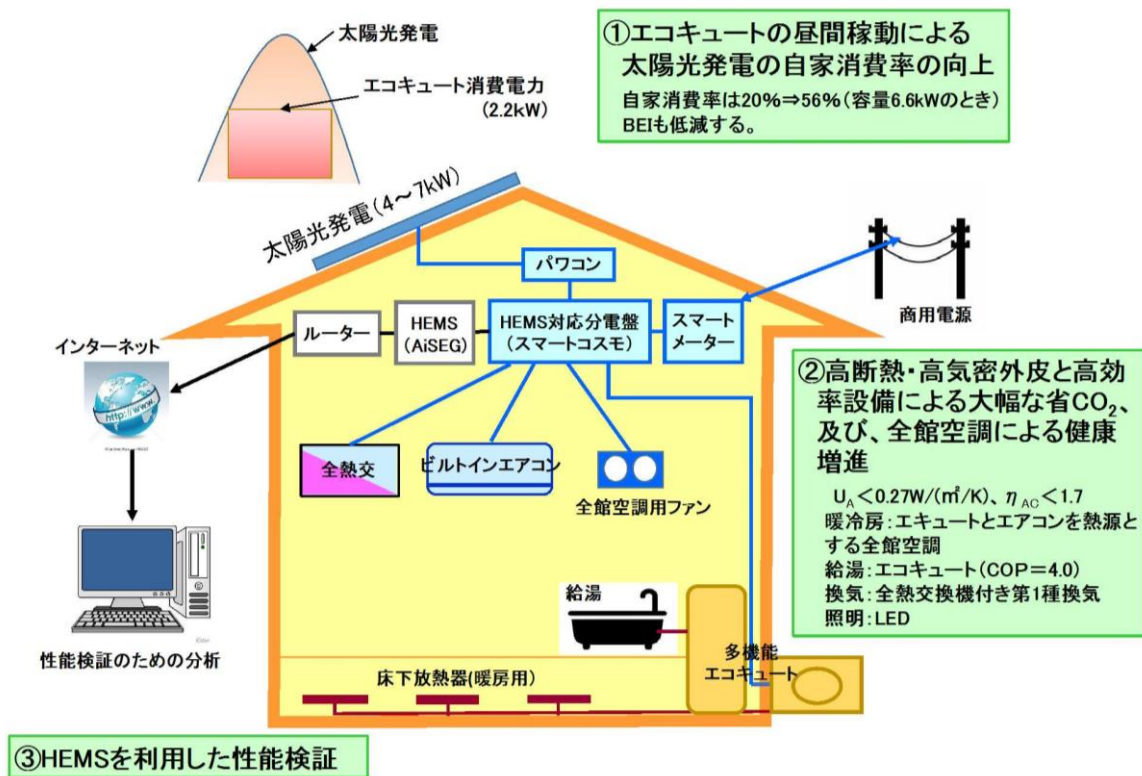 太陽光発電
エコキュート消費電力
(2.2kW)
①エコキュートの昼間稼動による
太陽光発電の自家消費率の向上
自家消費率は20%⇒56%(容量6.6kWのとき)
BEIも低減する。
太陽光発電(4～7kW)
パワコン
ルーター
HEMS
(AiSEG)
HEMS対応分電盤
(スマートコスモ)
スマート
メーター
商用電源
インターネット
http://www.
全熱交
ビルトインエアコン
全館空調用ファン
②高断熱・高気密外皮と高効
率設備による大幅な省CO₂、
及び、全館空調による健康
増進
U_A＜0.27W/(㎡/K)、η_AC＜1.7
暖冷房：エキュートとエアコンを熱源と
する全館空調
給湯：エコキュート(COP＝4.0)
換気：全熱交換機付き第1種換気
照明：LED
性能検証のための分析
給湯
多機能
エコキュート
床下放熱器(暖房用)
③HEMSを利用した性能検証